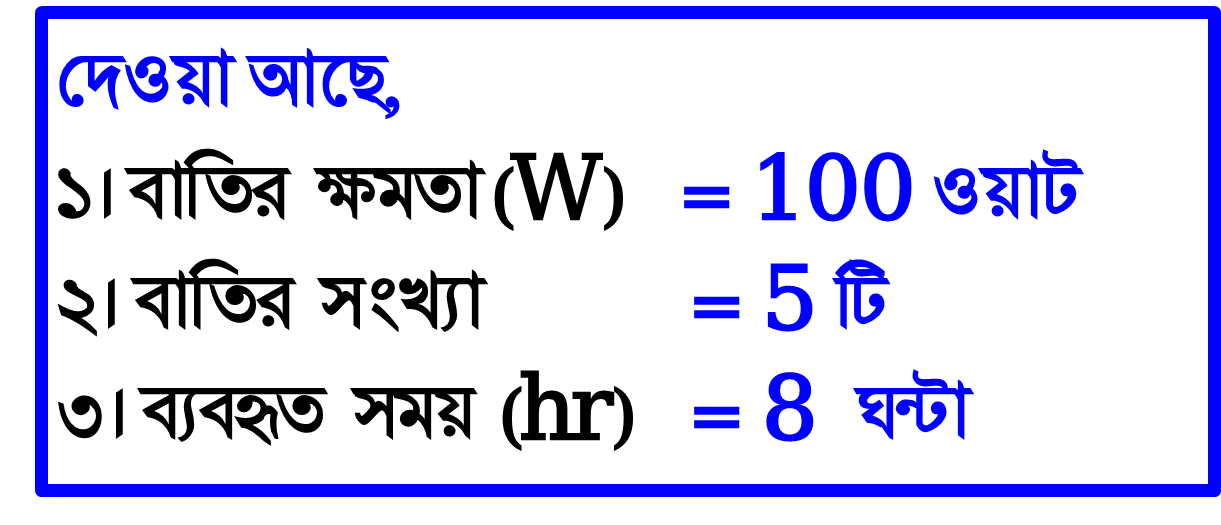 দেওয়া আছে,
১। বাতির ক্ষমতা (W) = 100 ওয়াট
২। বাতির সংখ্যা = 5 টি
৩। ব্যবহৃত সময় (hr) = 8 ঘন্টা